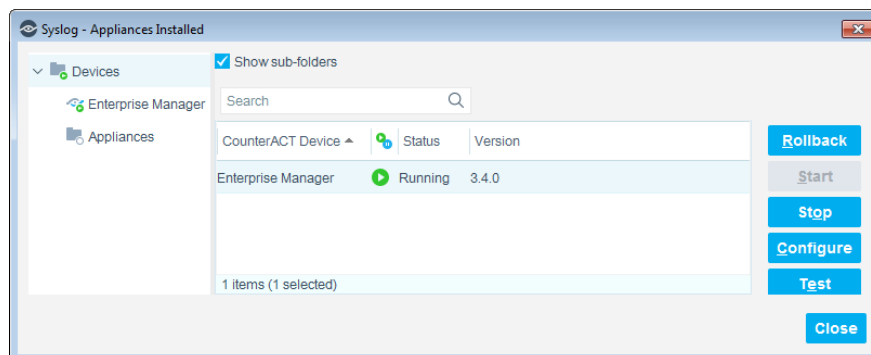 Syslog - Appliances Installed
Devices
Enterprise Manager
Appliances
Show sub-folders
Search
CounterACT Device Status Version
Enterprise Manager Running 3.4.0
1 items (1 selected)
Rollback
Start
Stop
Configure
Test
Close